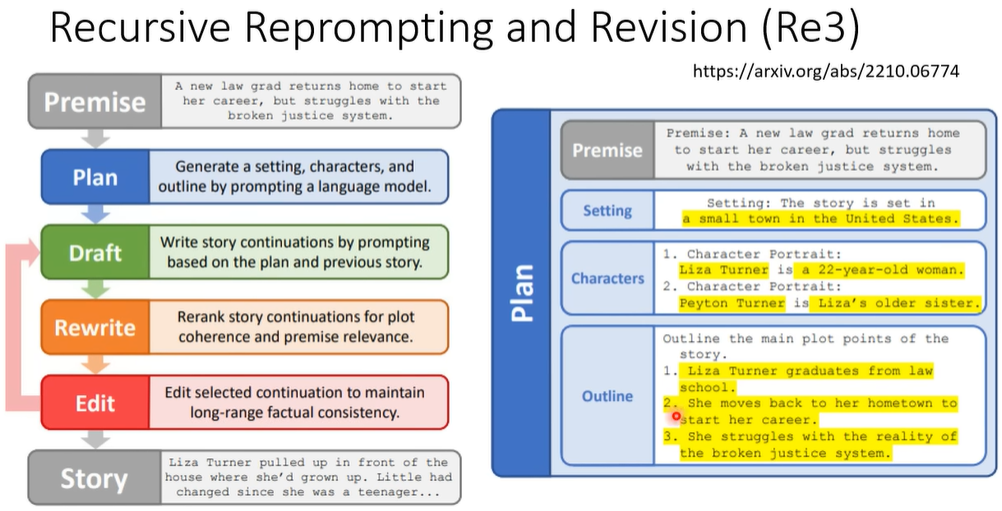 Recursive Reprompting and Revision (Re3)
https://arxiv.org/abs/2210.06774
Premise
A new law grad returns home to start
her career, but struggles with the
broken justice system.
Plan
Generate a setting, characters, and
outline by prompting a language model.
Draft
Write story continuations by prompting
based on the plan and previous story.
Rewrite
Rerank story continuations for plot
coherence and premise relevance.
Edit
Edit selected continuation to maintain
long-range factual consistency.
Story
Liza Turner pulled up in front of the
house where she'd grown up. Little had
changed since she was a teenager...
Plan
Premise
Premise: A new law grad returns home
to start her career, but struggles
with the broken justice system.
Setting
Setting: The story is set in
a small town in the United States.
Characters
1. Character Portrait:
Liza Turner is a 22-year-old woman.
2. Character Portrait:
Peyton Turner is Liza's older sister.
Outline
Outline the main plot points of the
story.
1. Liza Turner graduates from law
school.
2. She moves back to her hometown to
start her career.
3. She struggles with the reality of
the broken justice system.